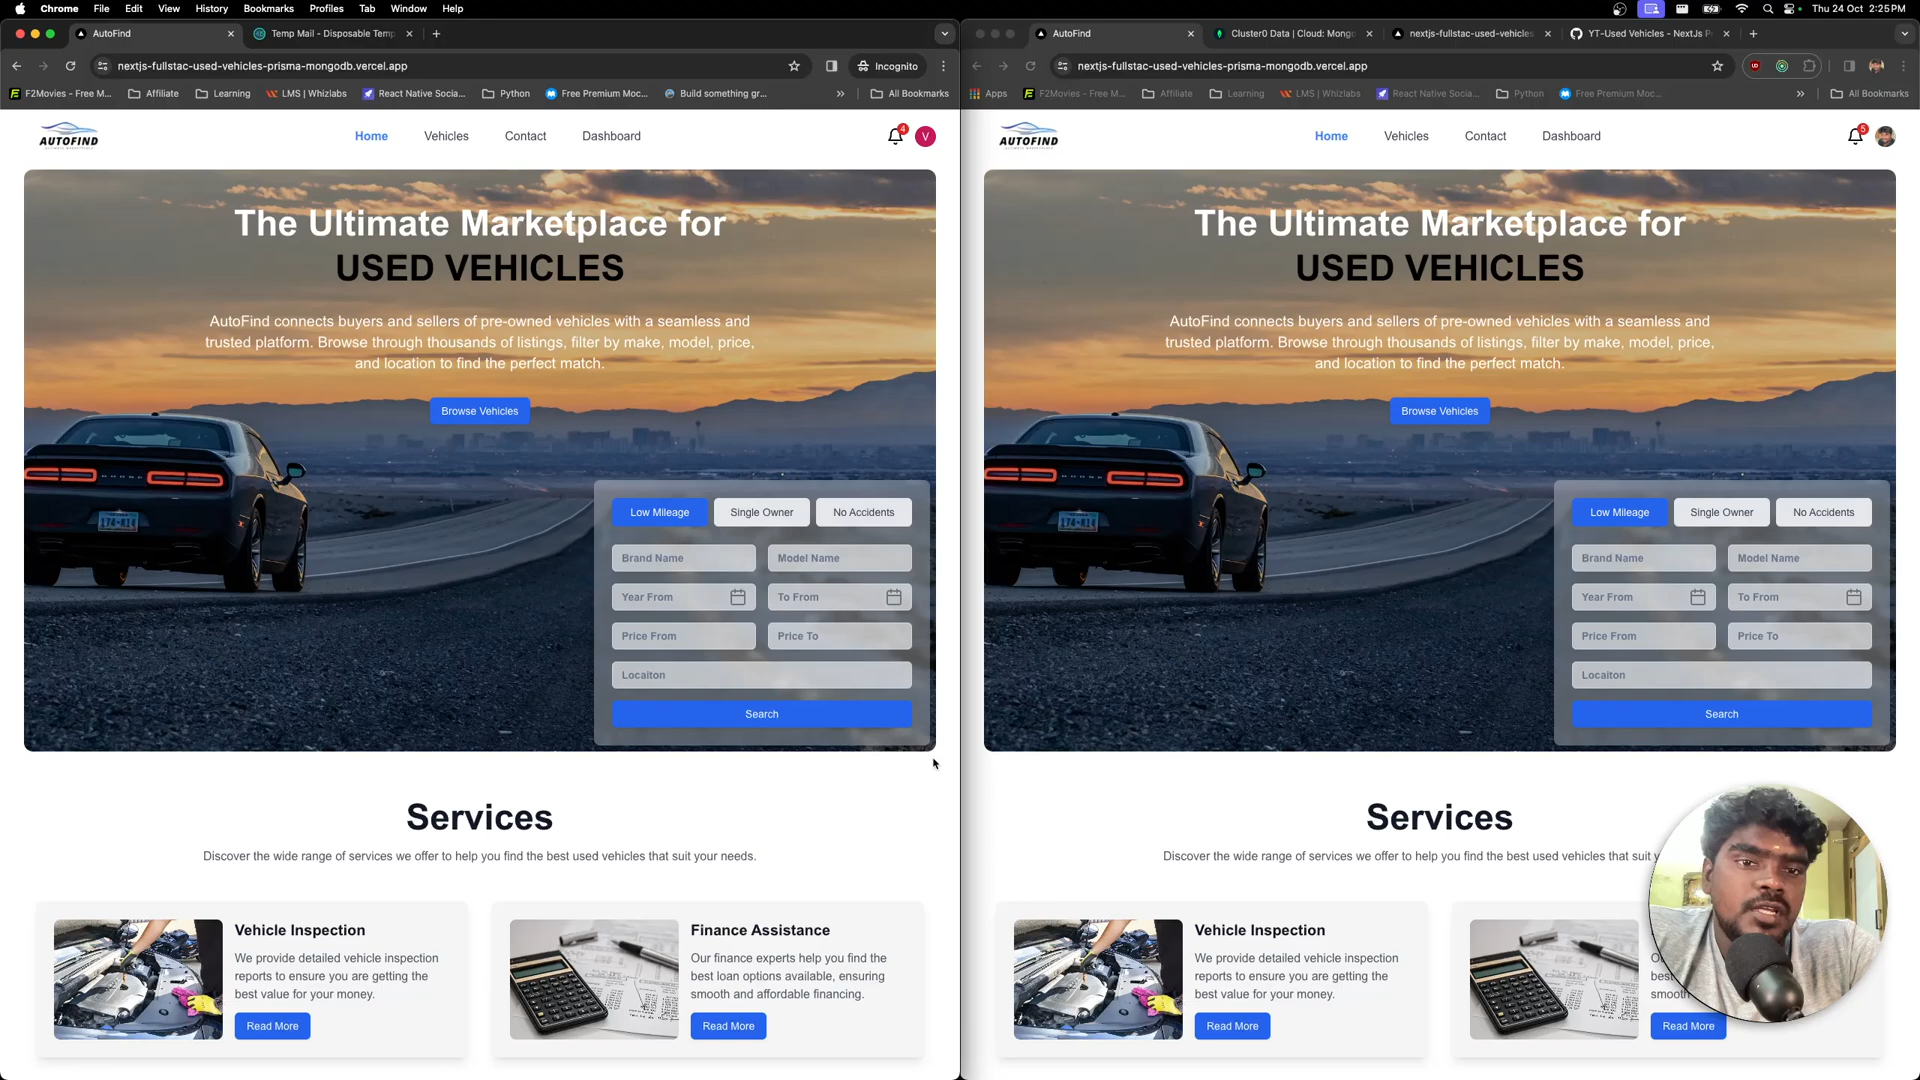 Chrome File Edit View History Bookmarks Profiles Tab Window Help
Thu 24 Oct 2:25 PM
AutoFind
Temp Mail - Disposable Temp
nextjs-fullstac-used-vehicles-prisma-mongodb.vercel.app
Incognito
F2Movies - Free M...
Affiliate
Learning
LMS | Whizlabs
React Native Socia...
Python
Free Premium Moc...
Build something gr...
All Bookmarks
AUTOFIND
Home
Vehicles
Contact
Dashboard
4
V
The Ultimate Marketplace for
USED VEHICLES
AutoFind connects buyers and sellers of pre-owned vehicles with a seamless and
trusted platform. Browse through thousands of listings, filter by make, model, price,
and location to find the perfect match.
Browse Vehicles
Low Mileage
Single Owner
No Accidents
Brand Name
Model Name
Year From
To From
Price From
Price To
Locaiton
Search
Services
Discover the wide range of services we offer to help you find the best used vehicles that suit your needs.
Vehicle Inspection
We provide detailed vehicle inspection
reports to ensure you are getting the
best value for your money.
Read More
Finance Assistance
Our finance experts help you find the
best loan options available, ensuring
smooth and affordable financing.
Read More
AutoFind
Cluster0 Data | Cloud: Mongo
nextjs-fullstac-used-vehicles
YT-Used Vehicles - NextJs P
nextjs-fullstac-used-vehicles-prisma-mongodb.vercel.app
Apps
F2Movies - Free M...
Affiliate
Learning
LMS | Whizlabs
React Native Socia...
Python
Free Premium Moc...
All Bookmarks
AUTOFIND
Home
Vehicles
Contact
Dashboard
5
The Ultimate Marketplace for
USED VEHICLES
AutoFind connects buyers and sellers of pre-owned vehicles with a seamless and
trusted platform. Browse through thousands of listings, filter by make, model, price,
and location to find the perfect match.
Browse Vehicles
Low Mileage
Single Owner
No Accidents
Brand Name
Model Name
Year From
To From
Price From
Price To
Locaiton
Search
Services
Discover the wide range of services we offer to help you find the best used vehicles that suit y
Vehicle Inspection
We provide detailed vehicle inspection
reports to ensure you are getting the
best value for your money.
Read More
best
smooth
Read More